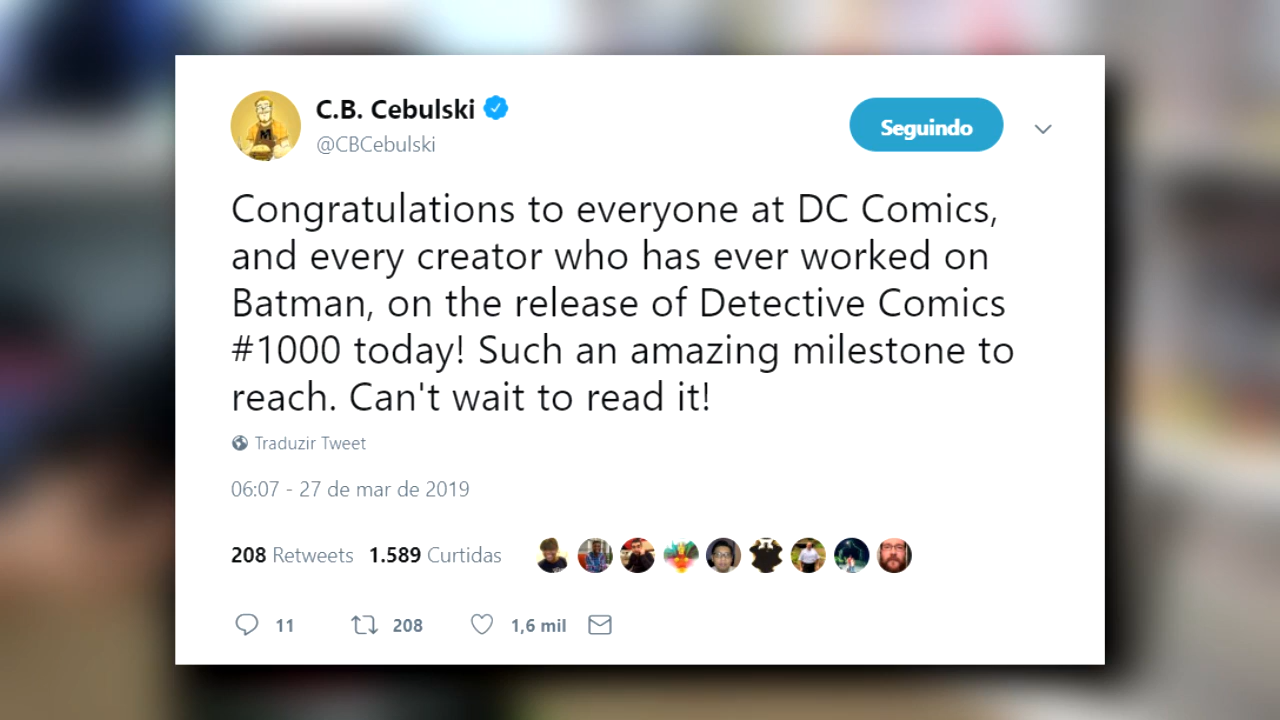 C.B. Cebulski
@CBCebulski
Seguindo
Congratulations to everyone at DC Comics,
and every creator who has ever worked on
Batman, on the release of Detective Comics
#1000 today! Such an amazing milestone to
reach. Can't wait to read it!
Traduzir Tweet
06:07 - 27 de mar de 2019
208 Retweets 1.589 Curtidas
11 208 1,6 mil